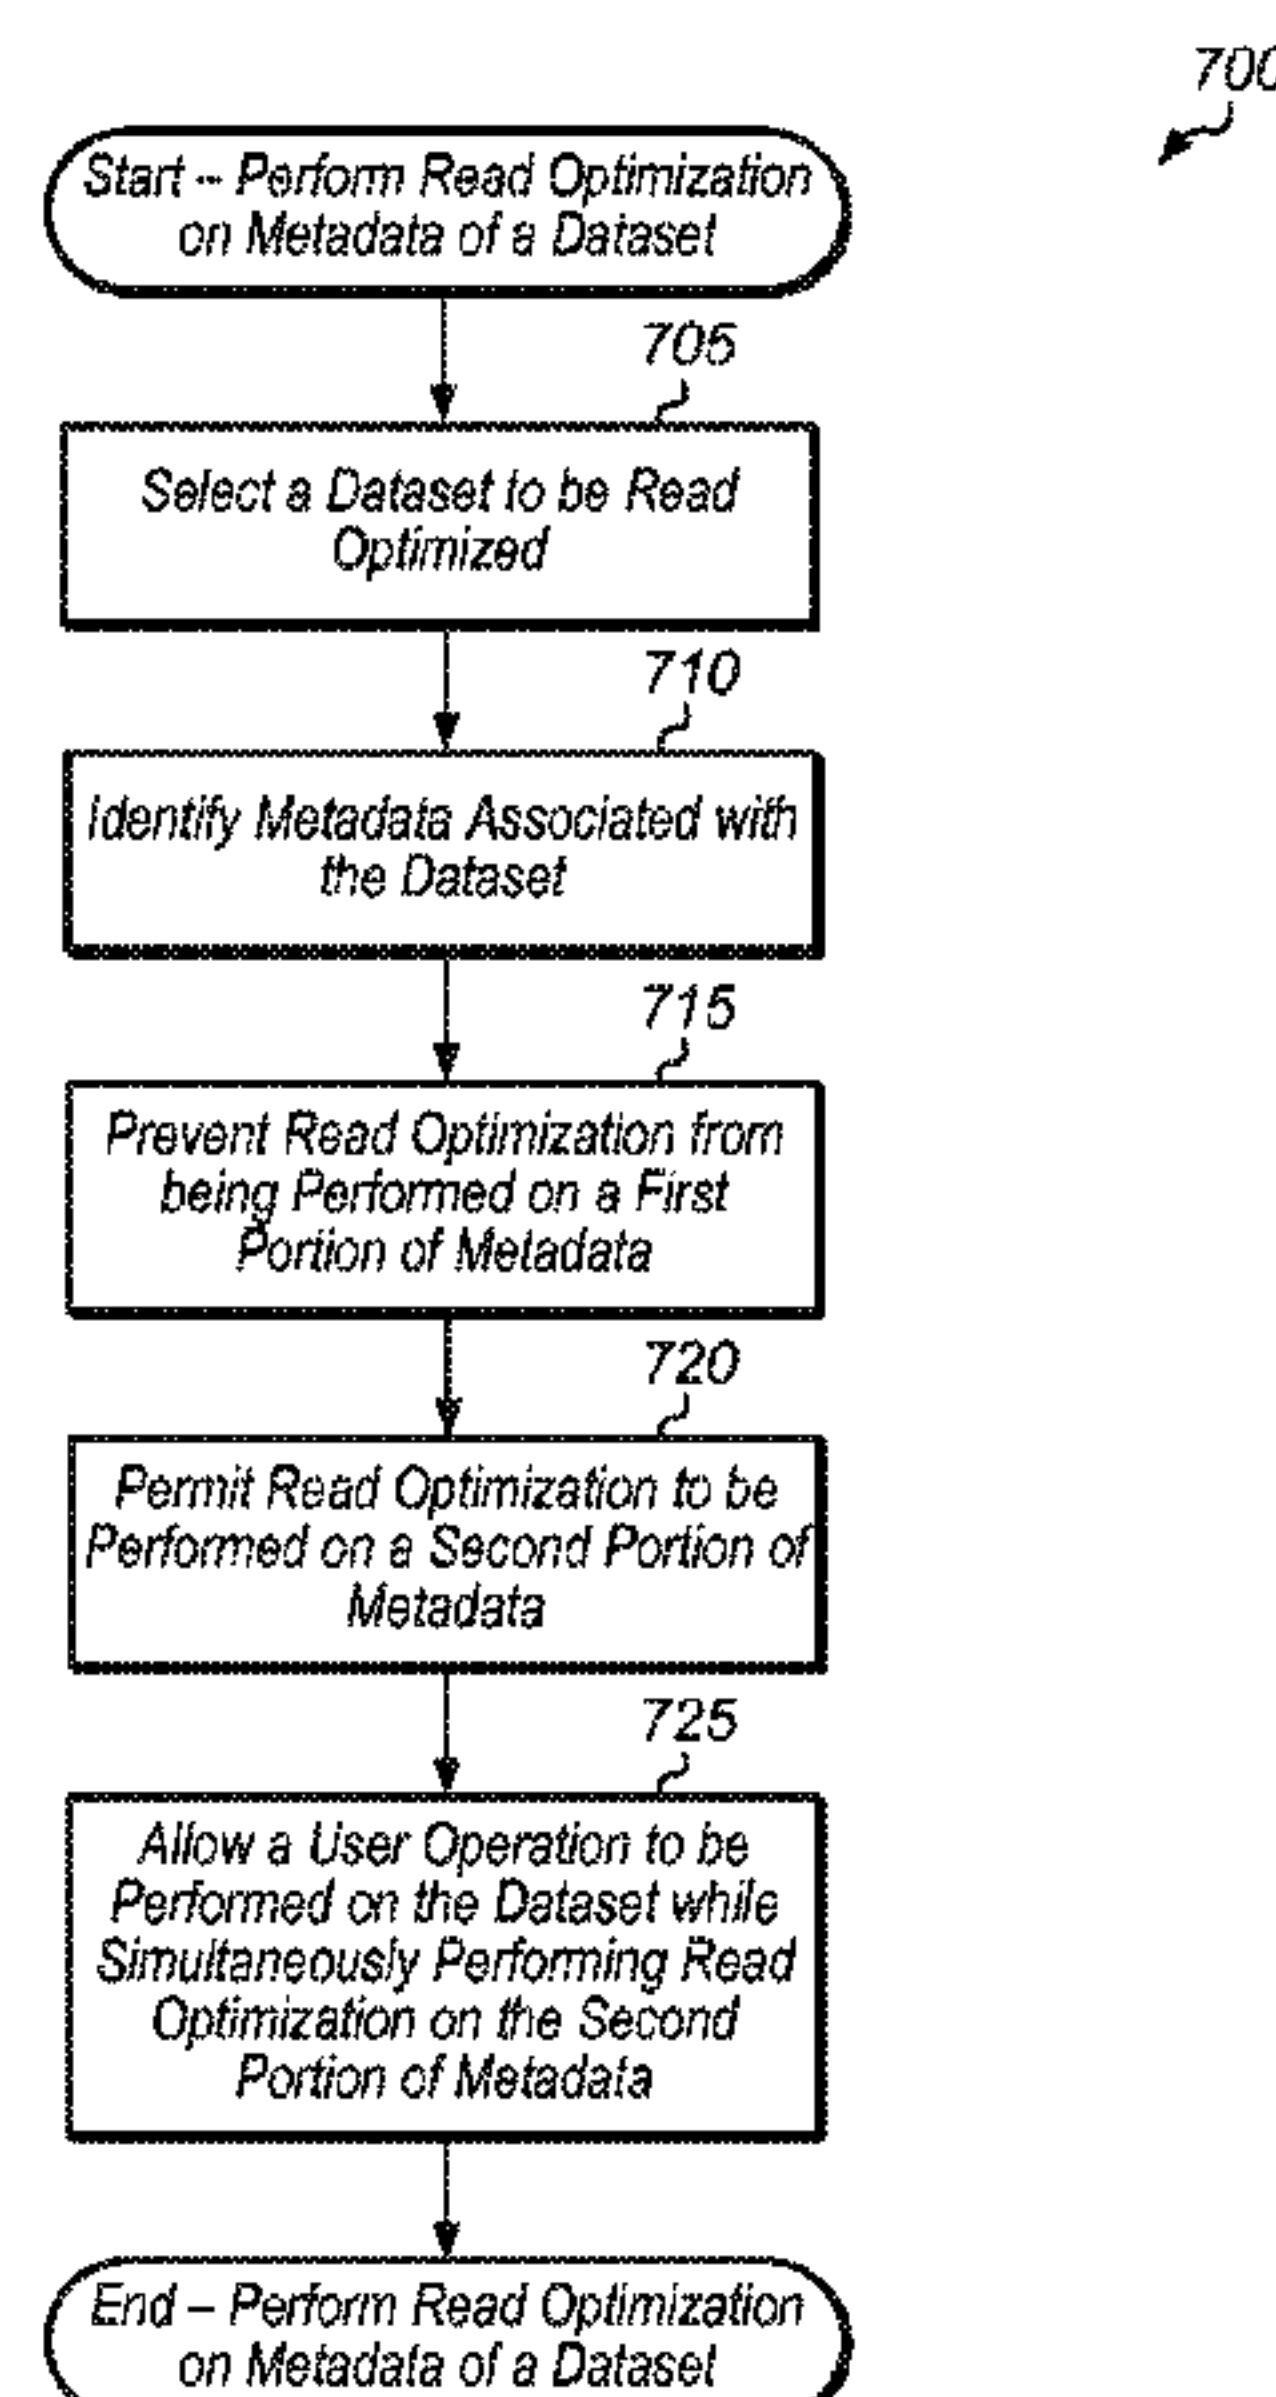 700
Start – Perform Read Optimization
on Metadata of a Dataset
705
Select a Dataset to be Read
Optimized
710
Identify Metadata Associated with
the Dataset
715
Prevent Read Optimization from
being Performed on a First
Portion of Metadata
720
Permit Read Optimization to be
Performed on a Second Portion of
Metadata
725
Allow a User Operation to be
Performed on the Dataset while
Simultaneously Performing Read
Optimization on the Second
Portion of Metadata
End – Perform Read Optimization
on Metadata of a Dataset